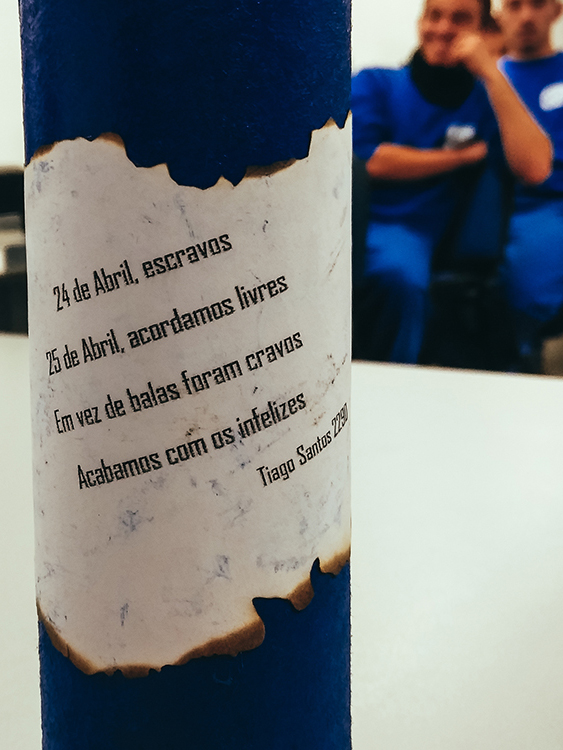 24 de Abril, escravos
25 de Abril, acordamos livres
Em vez de balas foram cravos
Acabamos com os infelizes
Tiago Santos 2290